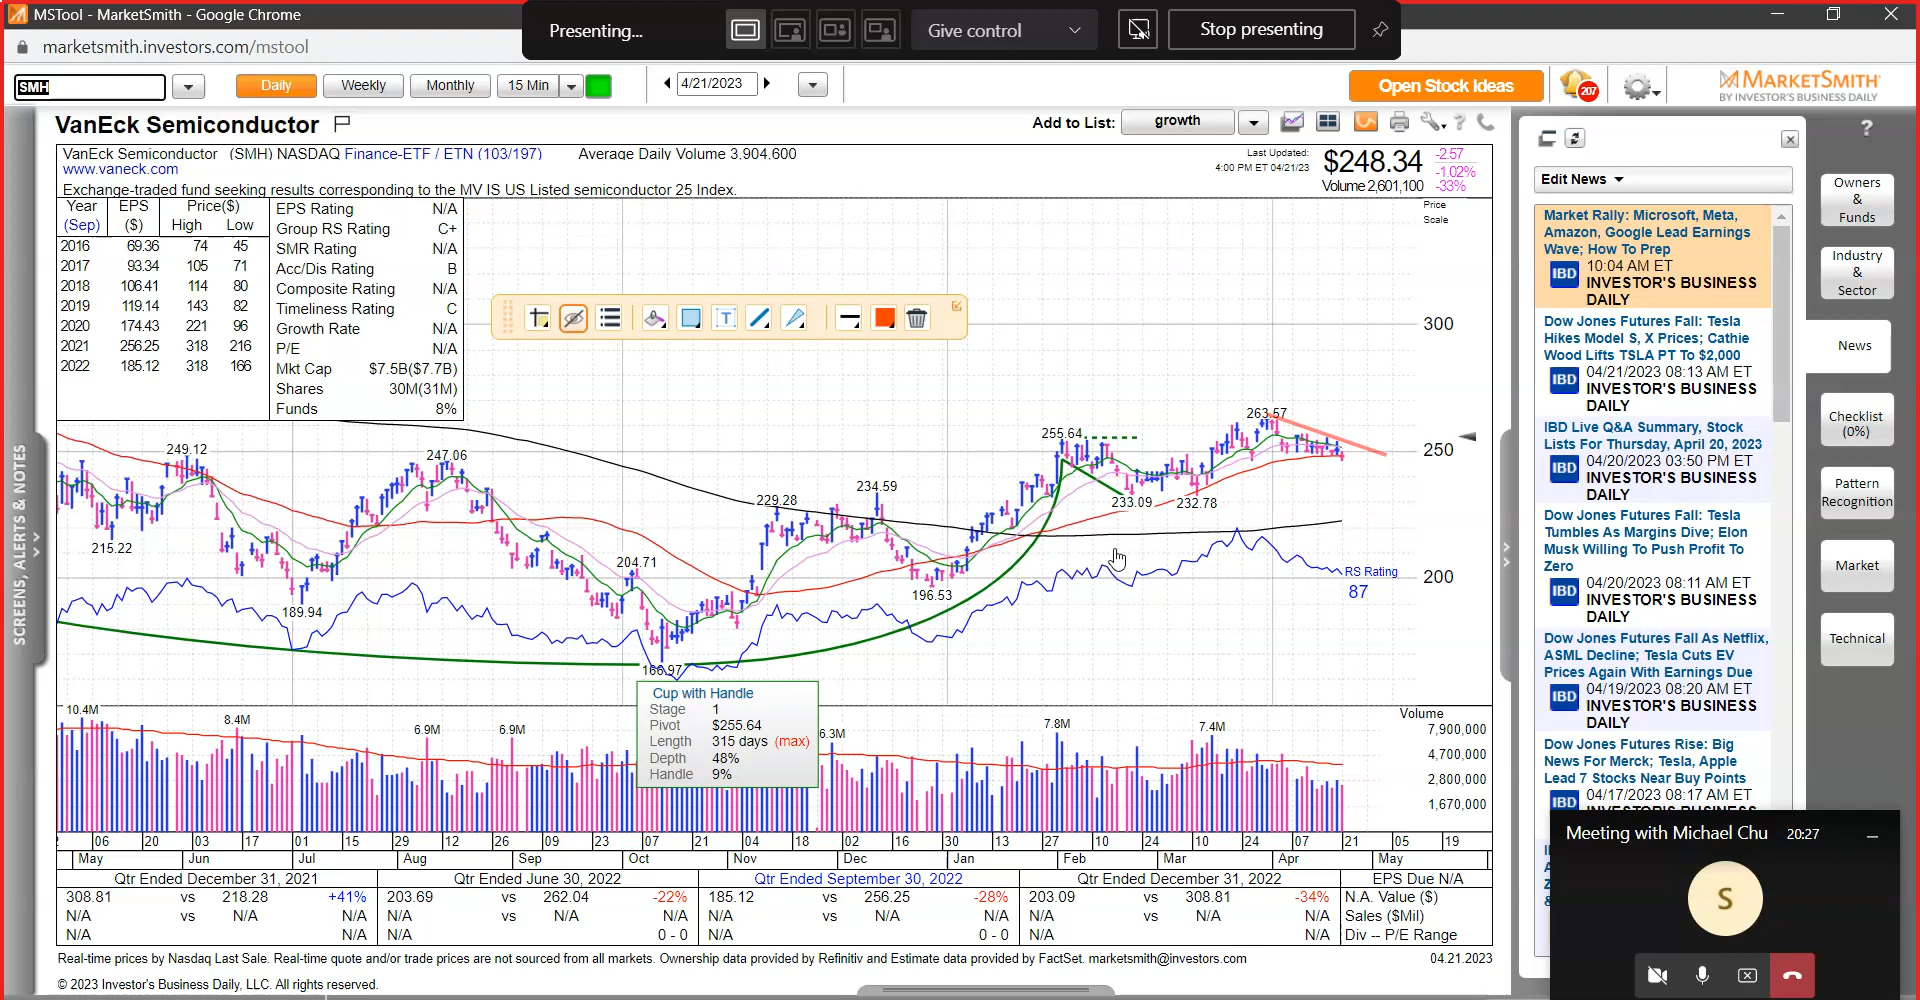 MSTool - MarketSmith - Google Chrome
marketsmith.investors.com/mstool
Presenting...
Give control
Stop presenting
SMH
Daily
Weekly
Monthly
15 Min
4/21/2023
Open Stock Ideas
207
MARKETSMITH
BY INVESTOR'S BUSINESS DAILY
VanEck Semiconductor
Add to List:
growth
VanEck Semiconductor (SMH) NASDAQ Finance-ETF / ETN (103/197) Average Daily Volume 3,904,600
www.vaneck.com
Exchange-traded fund seeking results corresponding to the MV IS US Listed semiconductor 25 Index.
Last Updated:
4:00 PM ET 04/21/23
$248.34
-2.57
-1.02%
Volume 2,601,100 -33%
Year EPS Price($)
(Sep) ($) High Low
2016 69.36 74 45
2017 93.34 105 71
2018 106.41 114 80
2019 119.14 143 82
2020 174.43 221 96
2021 256.25 318 216
2022 185.12 318 166
EPS Rating N/A
Group RS Rating C+
SMR Rating N/A
Acc/Dis Rating B
Composite Rating N/A
Timeliness Rating C
Growth Rate N/A
P/E N/A
Mkt Cap $7.5B($7.7B)
Shares 30M(31M)
Funds 8%
Price
Scale
300
250
200
249.12
215.22
189.94
247.06
204.71
166.97
229.28
234.59
196.53
255.64
233.09
232.78
263.57
RS Rating
87
Cup with Handle
Stage 1
Pivot $255.64
Length 315 days (max)
Depth 48%
Handle 9%
10.4M
8.4M
6.9M
6.9M
6.3M
7.8M
7.4M
Volume
7,900,000
4,700,000
2,800,000
1,670,000
06 20 03 17 01 15 29 12 26 09 23 07 21 04 18 02 16 30 13 27 10 24 10 24 07 21 05 19
May Jun Jul Aug Sep Oct Nov Dec Jan Feb Mar Apr May
Qtr Ended December 31, 2021 Qtr Ended June 30, 2022 Qtr Ended September 30, 2022 Qtr Ended December 31, 2022 EPS Due N/A
308.81 vs 218.28 +41% 203.69 vs 262.04 -22% 185.12 vs 256.25 -28% 203.09 vs 308.81 -34% N.A. Value ($)
N/A vs N/A N/A vs N/A N/A N/A vs N/A N/A N/A vs N/A N/A Sales ($Mil)
N/A N/A N/A 0 - 0 N/A 0 - 0 N/A N/A Div -- P/E Range
Real-time prices by Nasdaq Last Sale. Real-time quote and/or trade prices are not sourced from all markets. Ownership data provided by Refinitiv and Estimate data provided by FactSet. marketsmith@investors.com
04.21.2023
© 2023 Investor's Business Daily, LLC. All rights reserved.
SCREENS, ALERTS & NOTES
Edit News
Market Rally: Microsoft, Meta,
Amazon, Google Lead Earnings
Wave; How To Prep
IBD
10:04 AM ET
INVESTOR'S BUSINESS
DAILY
Dow Jones Futures Fall: Tesla
Hikes Model S, X Prices; Cathie
Wood Lifts TSLA PT To $2,000
IBD
04/21/2023 08:13 AM ET
INVESTOR'S BUSINESS
DAILY
IBD Live Q&A Summary, Stock
Lists For Thursday, April 20, 2023
IBD
04/20/2023 03:50 PM ET
INVESTOR'S BUSINESS
DAILY
Dow Jones Futures Fall: Tesla
Tumbles As Margins Dive; Elon
Musk Willing To Push Profit To
Zero
IBD
04/20/2023 08:11 AM ET
INVESTOR'S BUSINESS
DAILY
Dow Jones Futures Fall As Netflix,
ASML Decline; Tesla Cuts EV
Prices Again With Earnings Due
IBD
04/19/2023 08:20 AM ET
INVESTOR'S BUSINESS
DAILY
Dow Jones Futures Rise: Big
News For Merck; Tesla, Apple
Lead 7 Stocks Near Buy Points
IBD
04/17/2023 08:17 AM ET
Owners
&
Funds
Industry
&
Sector
News
Checklist
(0%)
Pattern
Recognition
Market
Technical
Meeting with Michael Chu 20:27
S